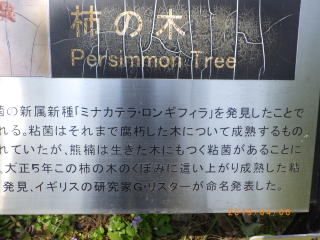 柿の木
Persimmon Tree
菌の新属新種「ミナカテラ・ロンギフィラ」を発見したことで
れる。粘菌はそれまで腐朽した木について成熟するもの
れていたが、熊楠は生きた木にもつく粘菌があることに
、大正5年この柿の木のくぼみに這い上がり成熟した粘
発見、イギリスの研究家G・リスターが命名発表した。